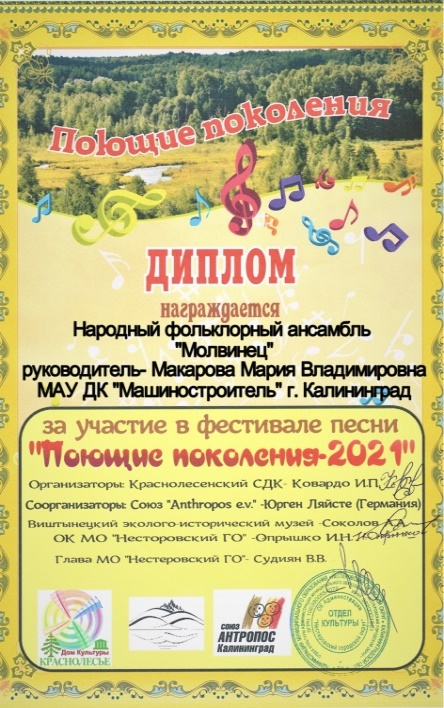 Поющие поколения
ДИПЛОМ
награждается
Народный фольклорный ансамбль
"Молвинец"
руководитель- Макарова Мария Владимировна
МАУ ДК "Машиностроитель" г. Калининград
за участие в фестивале песни
"Поющие поколения-2021"
Организаторы: Краснолесенский СДК- Ковардо И.П.
Соорганизаторы: Союз "Anthropos e.v." -Юрген Ляйсте (Германия)
Виштынецкий эколого-исторический музей -Соколов А.А.
ОК МО "Несторовский ГО" -Опрышко И.Н.
Глава МО "Нестеровский ГО"- Судиян В.В.
Дом Культуры
КРАСНОЛЕСЬЕ
СОЮЗ
АНТРОПОС
Калининград
ОТДЕЛ
КУЛЬТУРЫ